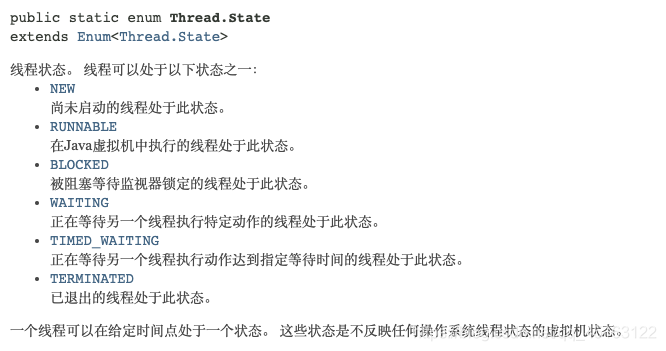 public static enum Thread.State
extends Enum<Thread.State>
线程状态。 线程可以处于以下状态之一：
• NEW
尚未启动的线程处于此状态。
• RUNNABLE
在Java虚拟机中执行的线程处于此状态。
• BLOCKED
被阻塞等待监视器锁定的线程处于此状态。
• WAITING
正在等待另一个线程执行特定动作的线程处于此状态。
• TIMED_WAITING
正在等待另一个线程执行动作达到指定等待时间的线程处于此状态。
• TERMINATED
已退出的线程处于此状态。
一个线程可以在给定时间点处于一个状态。 这些状态是不反映任何操作系统线程状态的虚拟机状态。